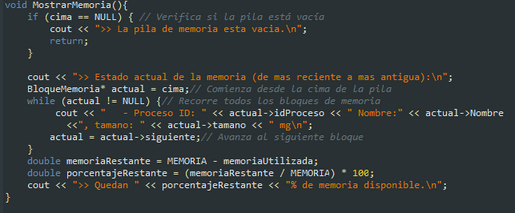 void MostrarMemoria(){
if (cima == NULL) { // Verifica si la pila está vacía
cout << ">> La pila de memoria esta vacia.\n";
return;
}
cout << ">> Estado actual de la memoria (de mas reciente a mas antigua):\n";
BloqueMemoria* actual = cima;// Comienza desde la cima de la pila
while (actual != NULL) {// Recorre todos los bloques de memoria
cout << "   - Proceso ID: " << actual->idProceso << " Nombre:" << actual->Nombre
<<", tamano: " << actual->tamano << " mg\n";
actual = actual->siguiente;// Avanza al siguiente bloque
}
double memoriaRestante = MEMORIA - memoriaUtilizada;
double porcentajeRestante = (memoriaRestante / MEMORIA) * 100;
cout << ">> Quedan " << porcentajeRestante << "% de memoria disponible.\n";
}